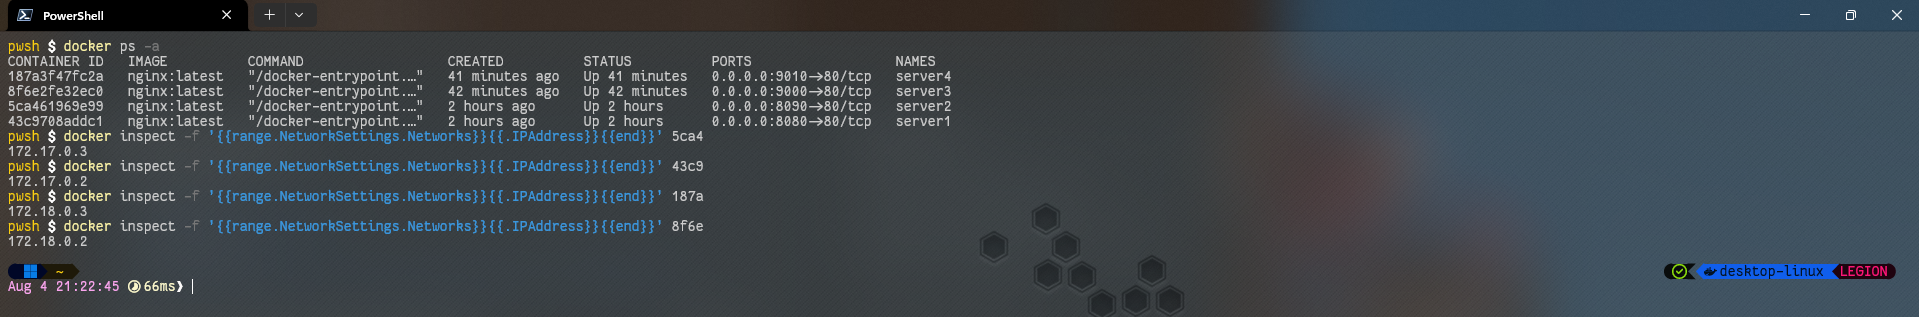 PowerShell
pwsh $ docker ps -a
CONTAINER ID   IMAGE          COMMAND                  CREATED          STATUS          PORTS                  NAMES
187a3f47fc2a   nginx:latest   "/docker-entrypoint.…"   41 minutes ago   Up 41 minutes   0.0.0.0:9010->80/tcp   server4
8f6e2fe32ec0   nginx:latest   "/docker-entrypoint.…"   42 minutes ago   Up 42 minutes   0.0.0.0:9000->80/tcp   server3
5ca461969e99   nginx:latest   "/docker-entrypoint.…"   2 hours ago      Up 2 hours      0.0.0.0:8090->80/tcp   server2
43c9708addc1   nginx:latest   "/docker-entrypoint.…"   2 hours ago      Up 2 hours      0.0.0.0:8080->80/tcp   server1
pwsh $ docker inspect -f '{{range.NetworkSettings.Networks}}{{.IPAddress}}{{end}}' 5ca4
172.17.0.3
pwsh $ docker inspect -f '{{range.NetworkSettings.Networks}}{{.IPAddress}}{{end}}' 43c9
172.17.0.2
pwsh $ docker inspect -f '{{range.NetworkSettings.Networks}}{{.IPAddress}}{{end}}' 187a
172.18.0.3
pwsh $ docker inspect -f '{{range.NetworkSettings.Networks}}{{.IPAddress}}{{end}}' 8f6e
172.18.0.2
~ desktop-linux LEGION
Aug 4 21:22:45 66ms❯